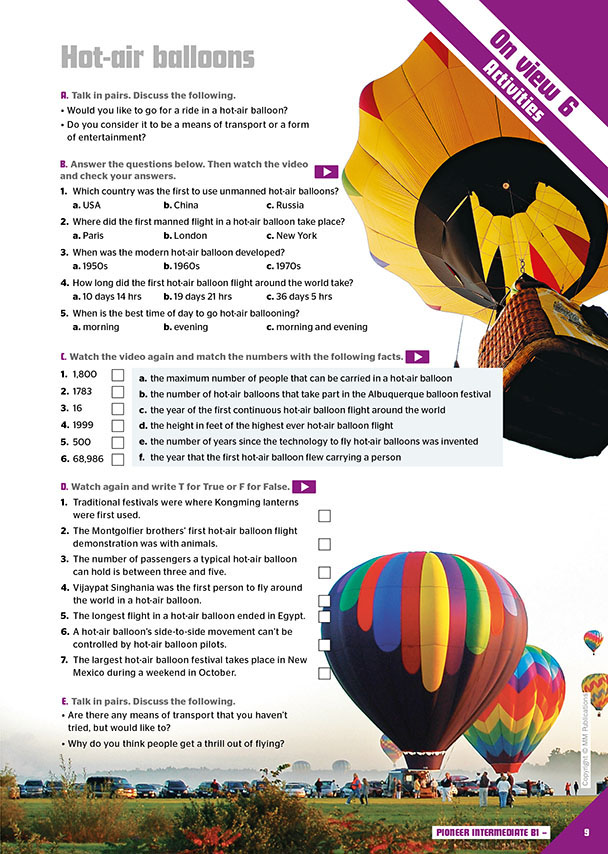 On view 6
Activities
Hot-air balloons
A. Talk in pairs. Discuss the following.
• Would you like to go for a ride in a hot-air balloon?
• Do you consider it to be a means of transport or a form
of entertainment?
B. Answer the questions below. Then watch the video
and check your answers.
1. Which country was the first to use unmanned hot-air balloons?
a. USA b. China c. Russia
2. Where did the first manned flight in a hot-air balloon take place?
a. Paris b. London c. New York
3. When was the modern hot-air balloon developed?
a. 1950s b. 1960s c. 1970s
4. How long did the first hot-air balloon flight around the world take?
a. 10 days 14 hrs b. 19 days 21 hrs c. 36 days 5 hrs
5. When is the best time of day to go hot-air ballooning?
a. morning b. evening c. morning and evening
C. Watch the video again and match the numbers with the following facts.
1. 1,800
2. 1783
3. 16
4. 1999
5. 500
6. 68,986
a. the maximum number of people that can be carried in a hot-air balloon
b. the number of hot-air balloons that take part in the Albuquerque balloon festival
c. the year of the first continuous hot-air balloon flight around the world
d. the height in feet of the highest ever hot-air balloon flight
e. the number of years since the technology to fly hot-air balloons was invented
f. the year that the first hot-air balloon flew carrying a person
D. Watch again and write T for True or F for False.
1. Traditional festivals were where Kongming lanterns
were first used.
2. The Montgolfier brothers' first hot-air balloon flight
demonstration was with animals.
3. The number of passengers a typical hot-air balloon
can hold is between three and five.
4. Vijaypat Singhania was the first person to fly around
the world in a hot-air balloon.
5. The longest flight in a hot-air balloon ended in Egypt.
6. A hot-air balloon's side-to-side movement can't be
controlled by hot-air balloon pilots.
7. The largest hot-air balloon festival takes place in New
Mexico during a weekend in October.
E. Talk in pairs. Discuss the following.
• Are there any means of transport that you haven't
tried, but would like to?
• Why do you think people get a thrill out of flying?
Copyright © MM Publications
PIONEER INTERMEDIATE B1 –
9